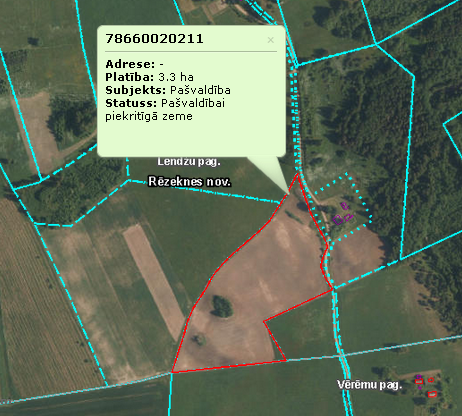 78660020211
Adrese: -
Platība: 3.3 ha
Subjekts: Pašvaldība
Statuss: Pašvaldībai
piekritīgā zeme
Lendžu pag.
Rēzeknes nov.
Vērēmu pag.